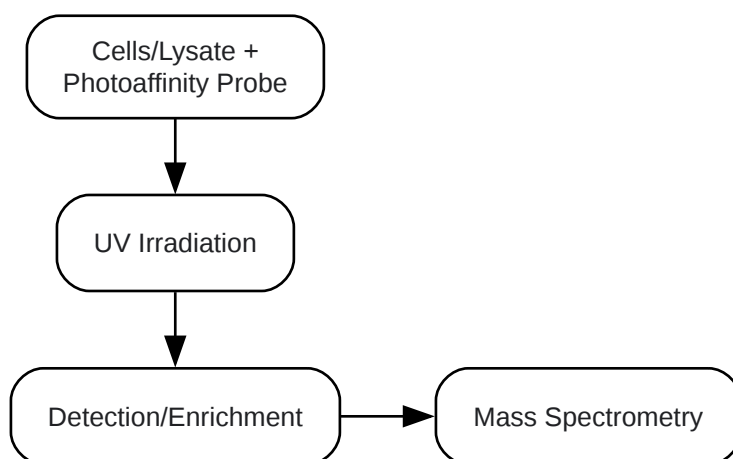 Cells/Lysate +
Photoaffinity Probe
UV Irradiation
Detection/Enrichment
Mass Spectrometry